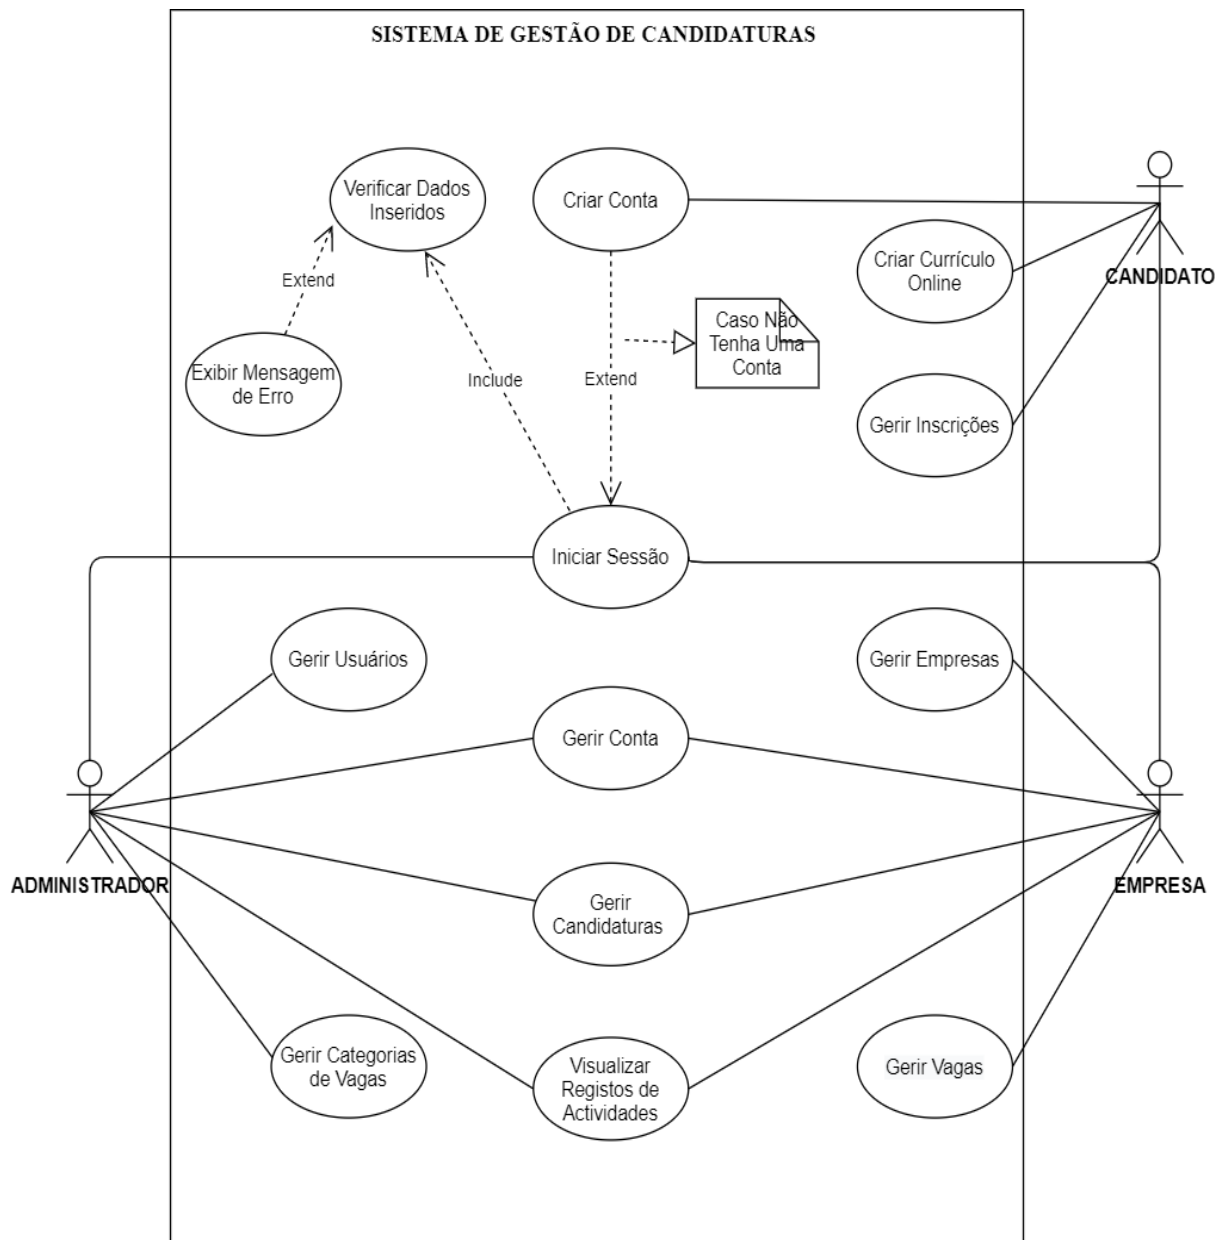 SISTEMA DE GESTÃO DE CANDIDATURAS
Verificar Dados
Inseridos
Criar Conta
Criar Currículo
Online
CANDIDATO
Extend
Caso Não
Tenha Uma
Conta
Exibir Mensagem
de Erro
Include
Extend
Gerir Inscrições
Iniciar Sessão
Gerir Usuários
Gerir Empresas
Gerir Conta
ADMINISTRADOR
EMPRESA
Gerir
Candidaturas
Gerir Categorias
de Vagas
Visualizar
Registos de
Actividades
Gerir Vagas